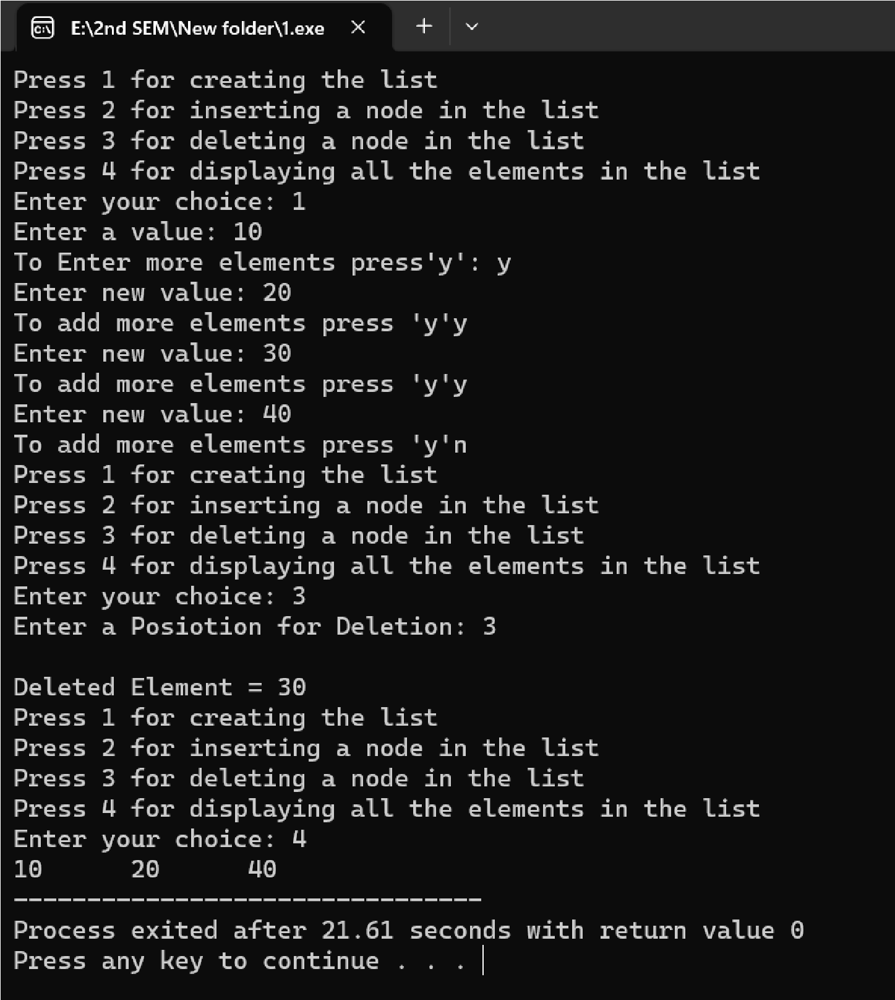 E:\2nd SEM\New folder\1.exe
Press 1 for creating the list
Press 2 for inserting a node in the list
Press 3 for deleting a node in the list
Press 4 for displaying all the elements in the list
Enter your choice: 1
Enter a value: 10
To Enter more elements press'y': y
Enter new value: 20
To add more elements press 'y'y
Enter new value: 30
To add more elements press 'y'y
Enter new value: 40
To add more elements press 'y'n
Press 1 for creating the list
Press 2 for inserting a node in the list
Press 3 for deleting a node in the list
Press 4 for displaying all the elements in the list
Enter your choice: 3
Enter a Posiotion for Deletion: 3
Deleted Element = 30
Press 1 for creating the list
Press 2 for inserting a node in the list
Press 3 for deleting a node in the list
Press 4 for displaying all the elements in the list
Enter your choice: 4
10 20 40
--------------------------------
Process exited after 21.61 seconds with return value 0
Press any key to continue . . .